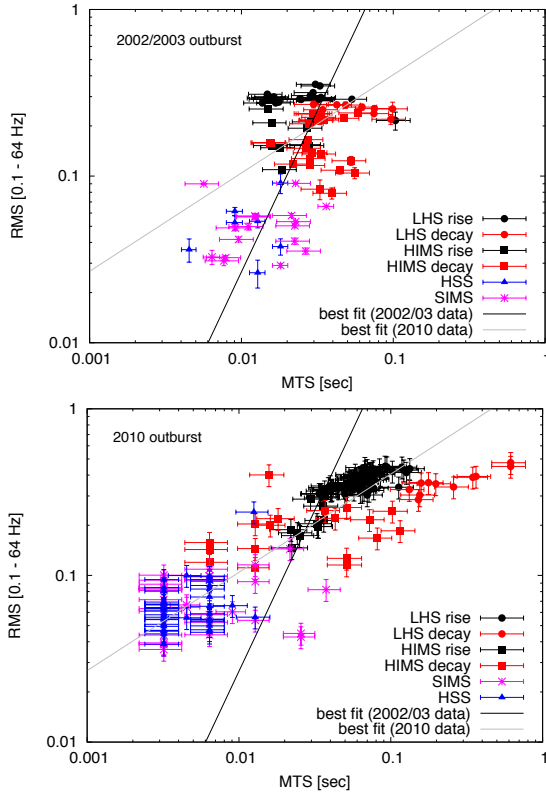 1
2002/2003 outburst
0.1
0.01
RMS [0.1 - 64 Hz]
LHS rise
LHS decay
HIMS rise
HIMS decay
HSS
SIMS
best fit (2002/03 data)
best fit (2010 data)
0.001 0.01 0.1 1
MTS [sec]
1
2010 outburst
0.1
0.01
RMS [0.1 - 64 Hz]
LHS rise
LHS decay
HIMS rise
HIMS decay
SIMS
HSS
best fit (2002/03 data)
best fit (2010 data)
0.001 0.01 0.1 1
MTS [sec]